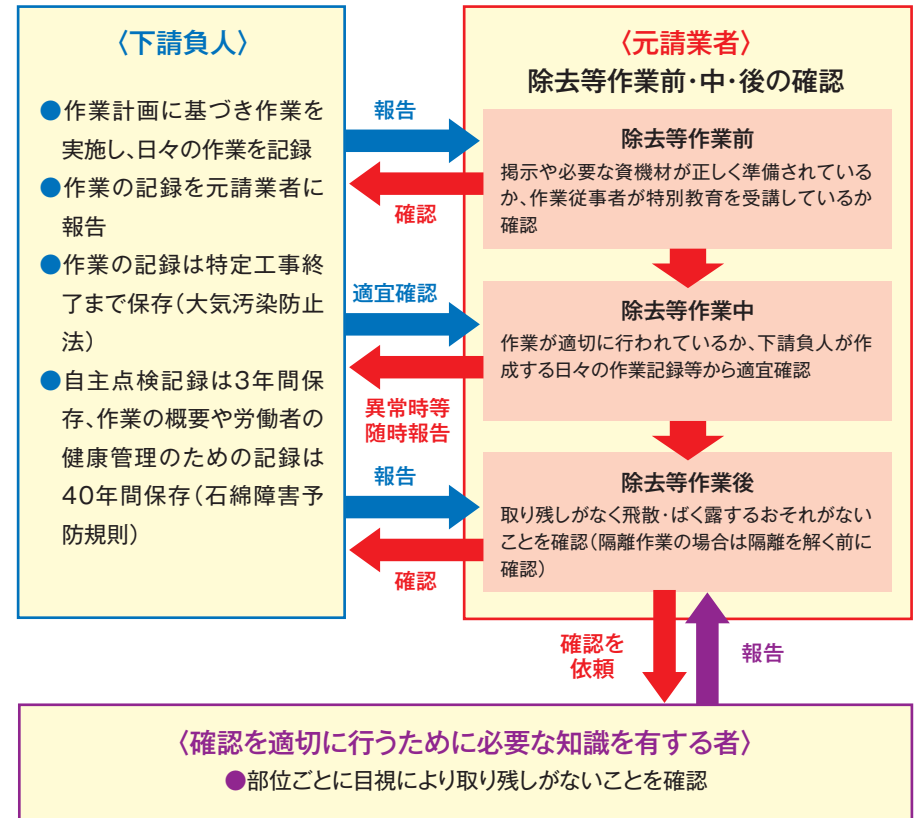 〈下請負人〉
●作業計画に基づき作業を
実施し、日々の作業を記録
●作業の記録を元請業者に
報告
●作業の記録は特定工事終
了まで保存（大気汚染防止
法）
●自主点検記録は3年間保
存、作業の概要や労働者の
健康管理のための記録は
40年間保存（石綿障害予
防規則）
報告
確認
適宜確認
異常時等
随時報告
報告
確認
〈元請業者〉
除去等作業前・中・後の確認
除去等作業前
掲示や必要な資機材が正しく準備されている
か、作業従事者が特別教育を受講しているか
確認
除去等作業中
作業が適切に行われているか、下請負人が作
成する日々の作業記録等から適宜確認
除去等作業後
取り残しがなく飛散・ばく露するおそれがない
ことを確認（隔離作業の場合は隔離を解く前に
確認）
確認を
依頼
報告
〈確認を適切に行うために必要な知識を有する者〉
●部位ごとに目視により取り残しがないことを確認